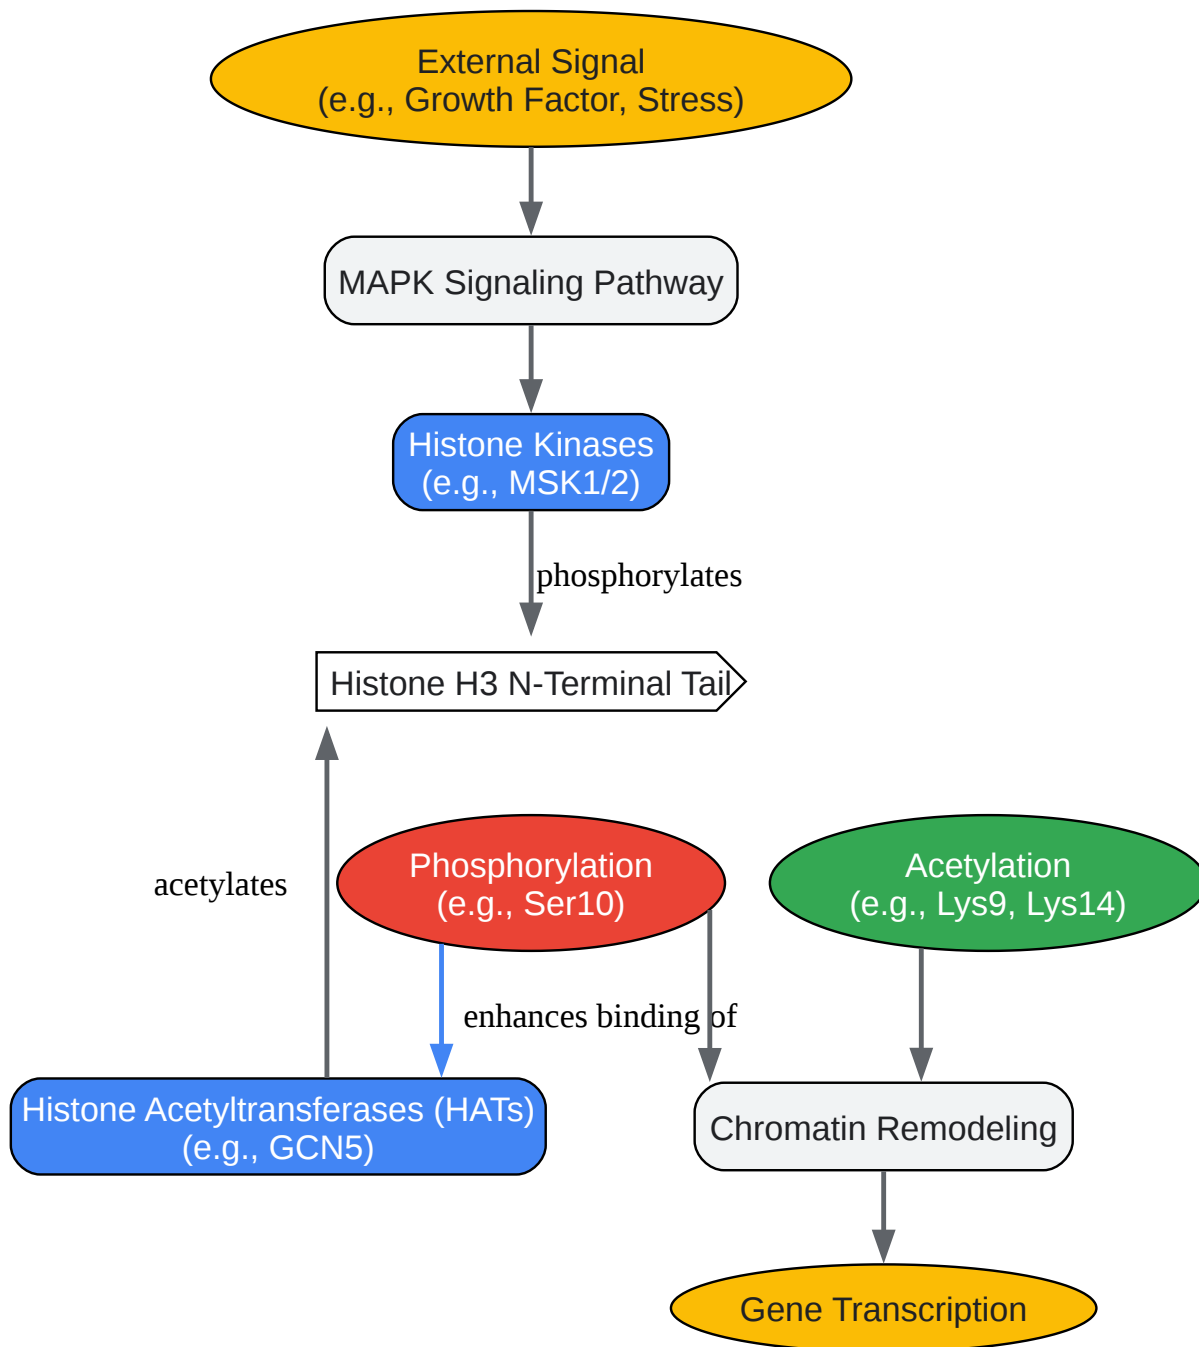 External Signal
(e.g., Growth Factor, Stress)
MAPK Signaling Pathway
Histone Kinases
(e.g., MSK1/2)
phosphorylates
Histone H3 N-Terminal Tail
acetylates
Phosphorylation
(e.g., Ser10)
Acetylation
(e.g., Lys9, Lys14)
enhances binding of
Histone Acetyltransferases (HATs)
(e.g., GCN5)
Chromatin Remodeling
Gene Transcription